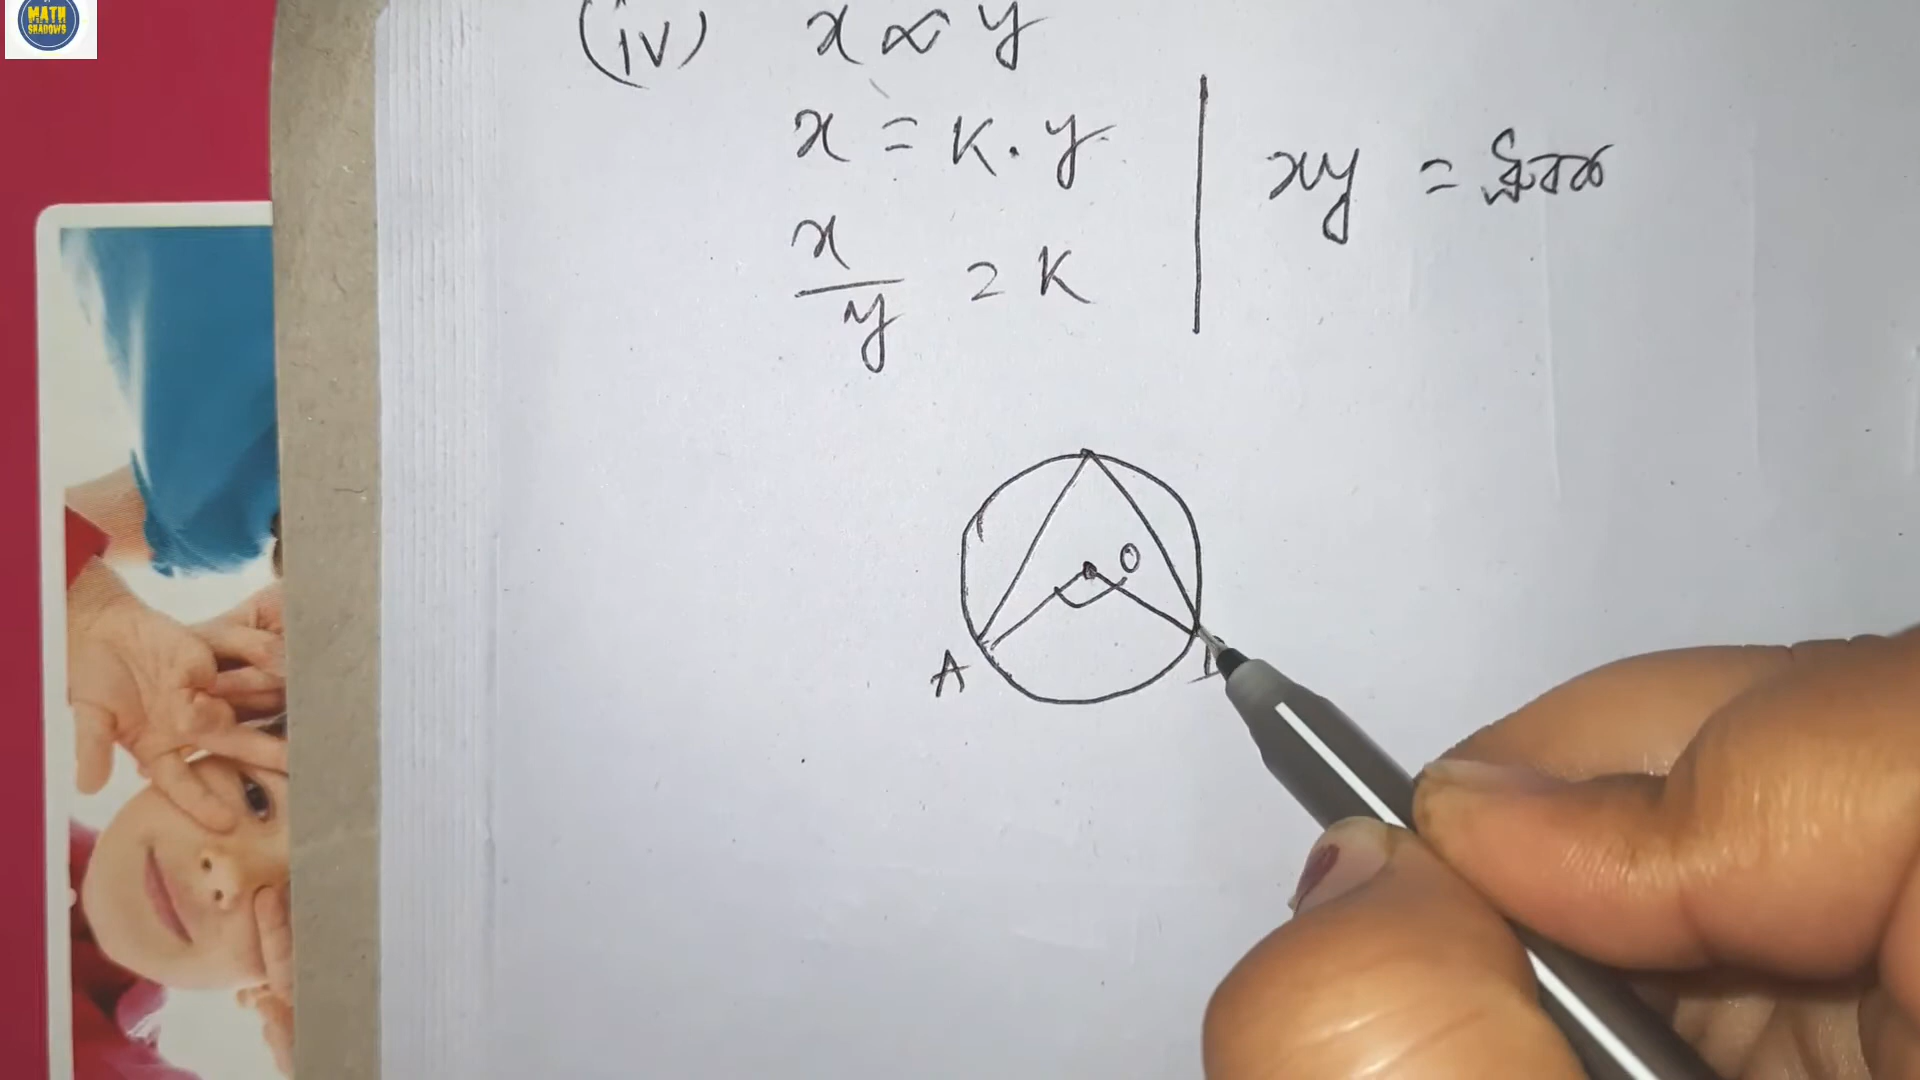 MATH
SHADOWS
(iv) x ∝ y
x = K . y
x/y = K
xy = ধ্রুবক
O
A